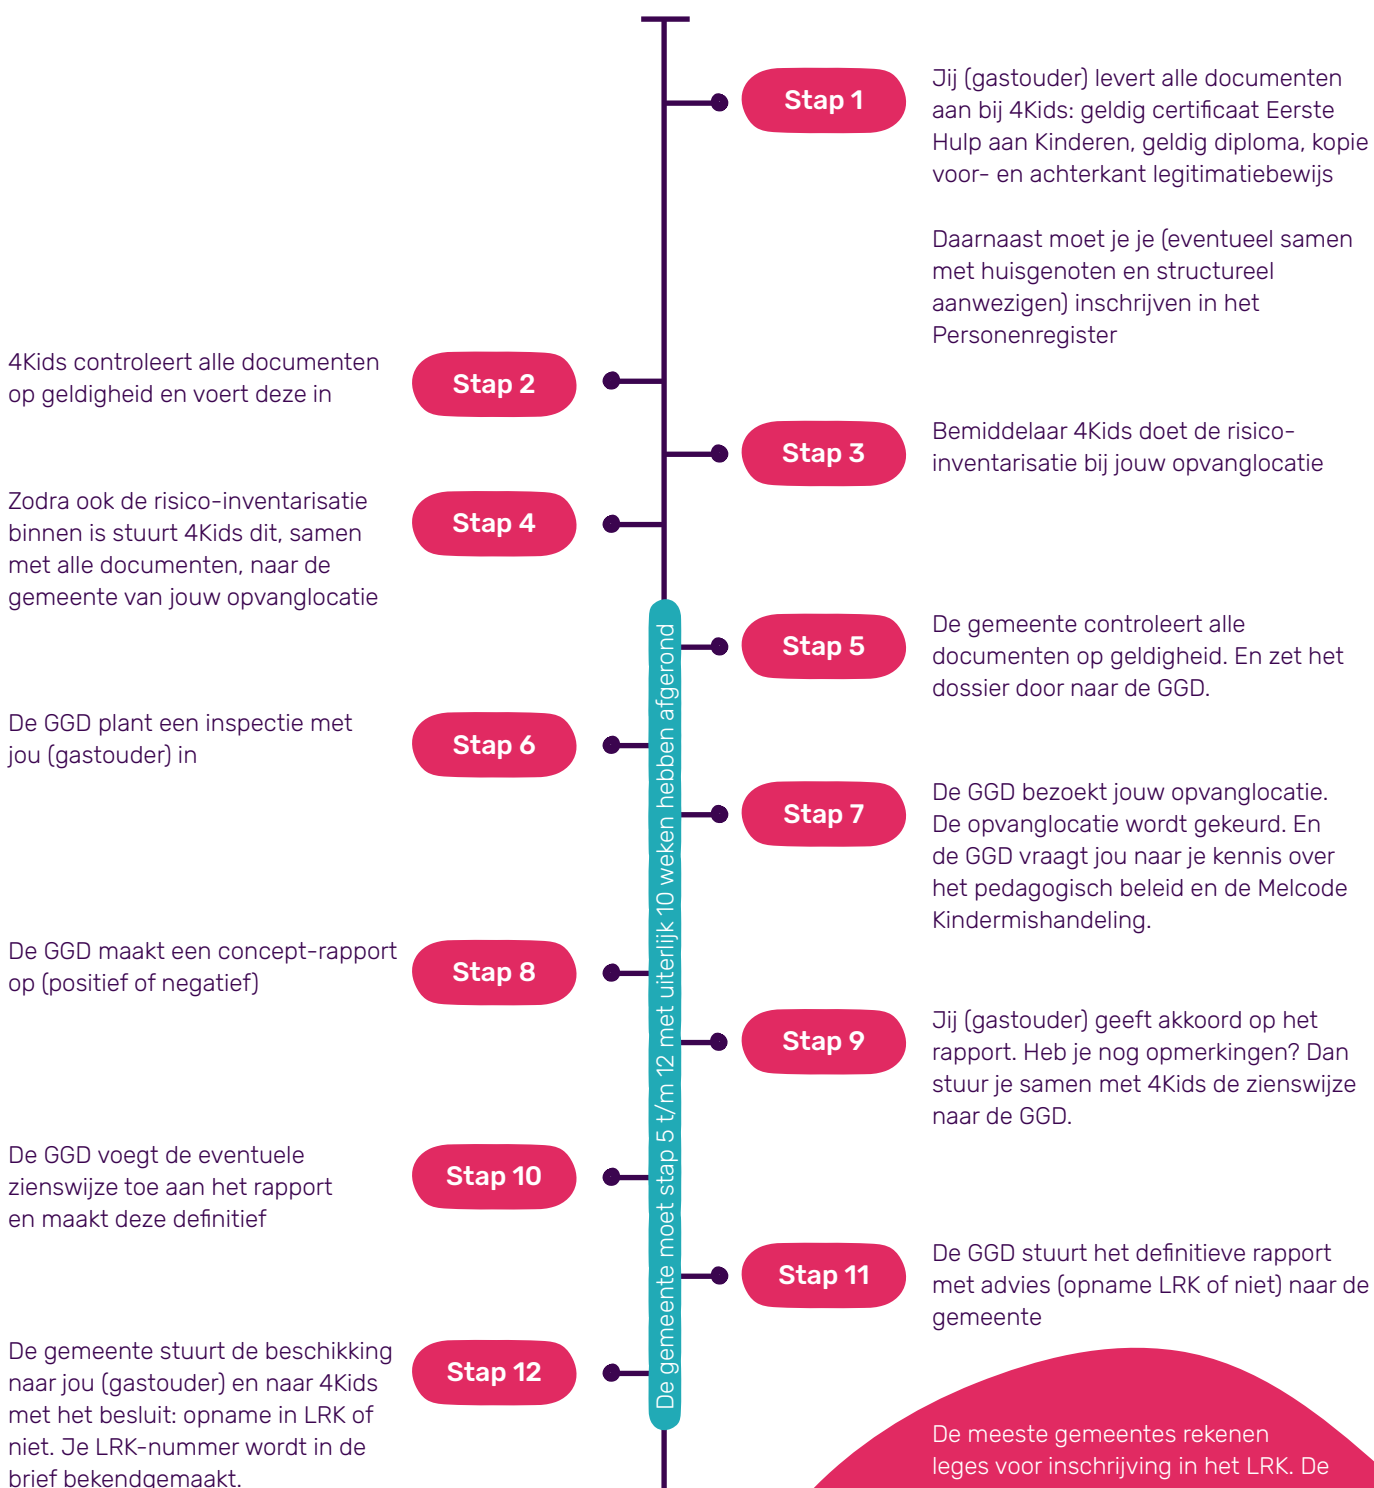 Stap 1
Jij (gastouder) levert alle documenten
aan bij 4Kids: geldig certificaat Eerste
Hulp aan Kinderen, geldig diploma, kopie
voor- en achterkant legitimatiebewijs
Daarnaast moet je je (eventueel samen
met huisgenoten en structureel
aanwezigen) inschrijven in het
Personenregister
4Kids controleert alle documenten
op geldigheid en voert deze in
Stap 2
Stap 3
Bemiddelaar 4Kids doet de risico-
inventarisatie bij jouw opvanglocatie
Zodra ook de risico-inventarisatie
binnen is stuurt 4Kids dit, samen
met alle documenten, naar de
gemeente van jouw opvanglocatie
Stap 4
De gemeente moet stap 5 t/m 12 met uiterlijk 10 weken hebben afgerond
Stap 5
De gemeente controleert alle
documenten op geldigheid. En zet het
dossier door naar de GGD.
De GGD plant een inspectie met
jou (gastouder) in
Stap 6
Stap 7
De GGD bezoekt jouw opvanglocatie.
De opvanglocatie wordt gekeurd. En
de GGD vraagt jou naar je kennis over
het pedagogisch beleid en de Melcode
Kindermishandeling.
De GGD maakt een concept-rapport
op (positief of negatief)
Stap 8
Stap 9
Jij (gastouder) geeft akkoord op het
rapport. Heb je nog opmerkingen? Dan
stuur je samen met 4Kids de zienswijze
naar de GGD.
De GGD voegt de eventuele
zienswijze toe aan het rapport
en maakt deze definitief
Stap 10
Stap 11
De GGD stuurt het definitieve rapport
met advies (opname LRK of niet) naar de
gemeente
De gemeente stuurt de beschikking
naar jou (gastouder) en naar 4Kids
met het besluit: opname in LRK of
niet. Je LRK-nummer wordt in de
brief bekendgemaakt.
Stap 12
De meeste gemeentes rekenen
leges voor inschrijving in het LRK. De